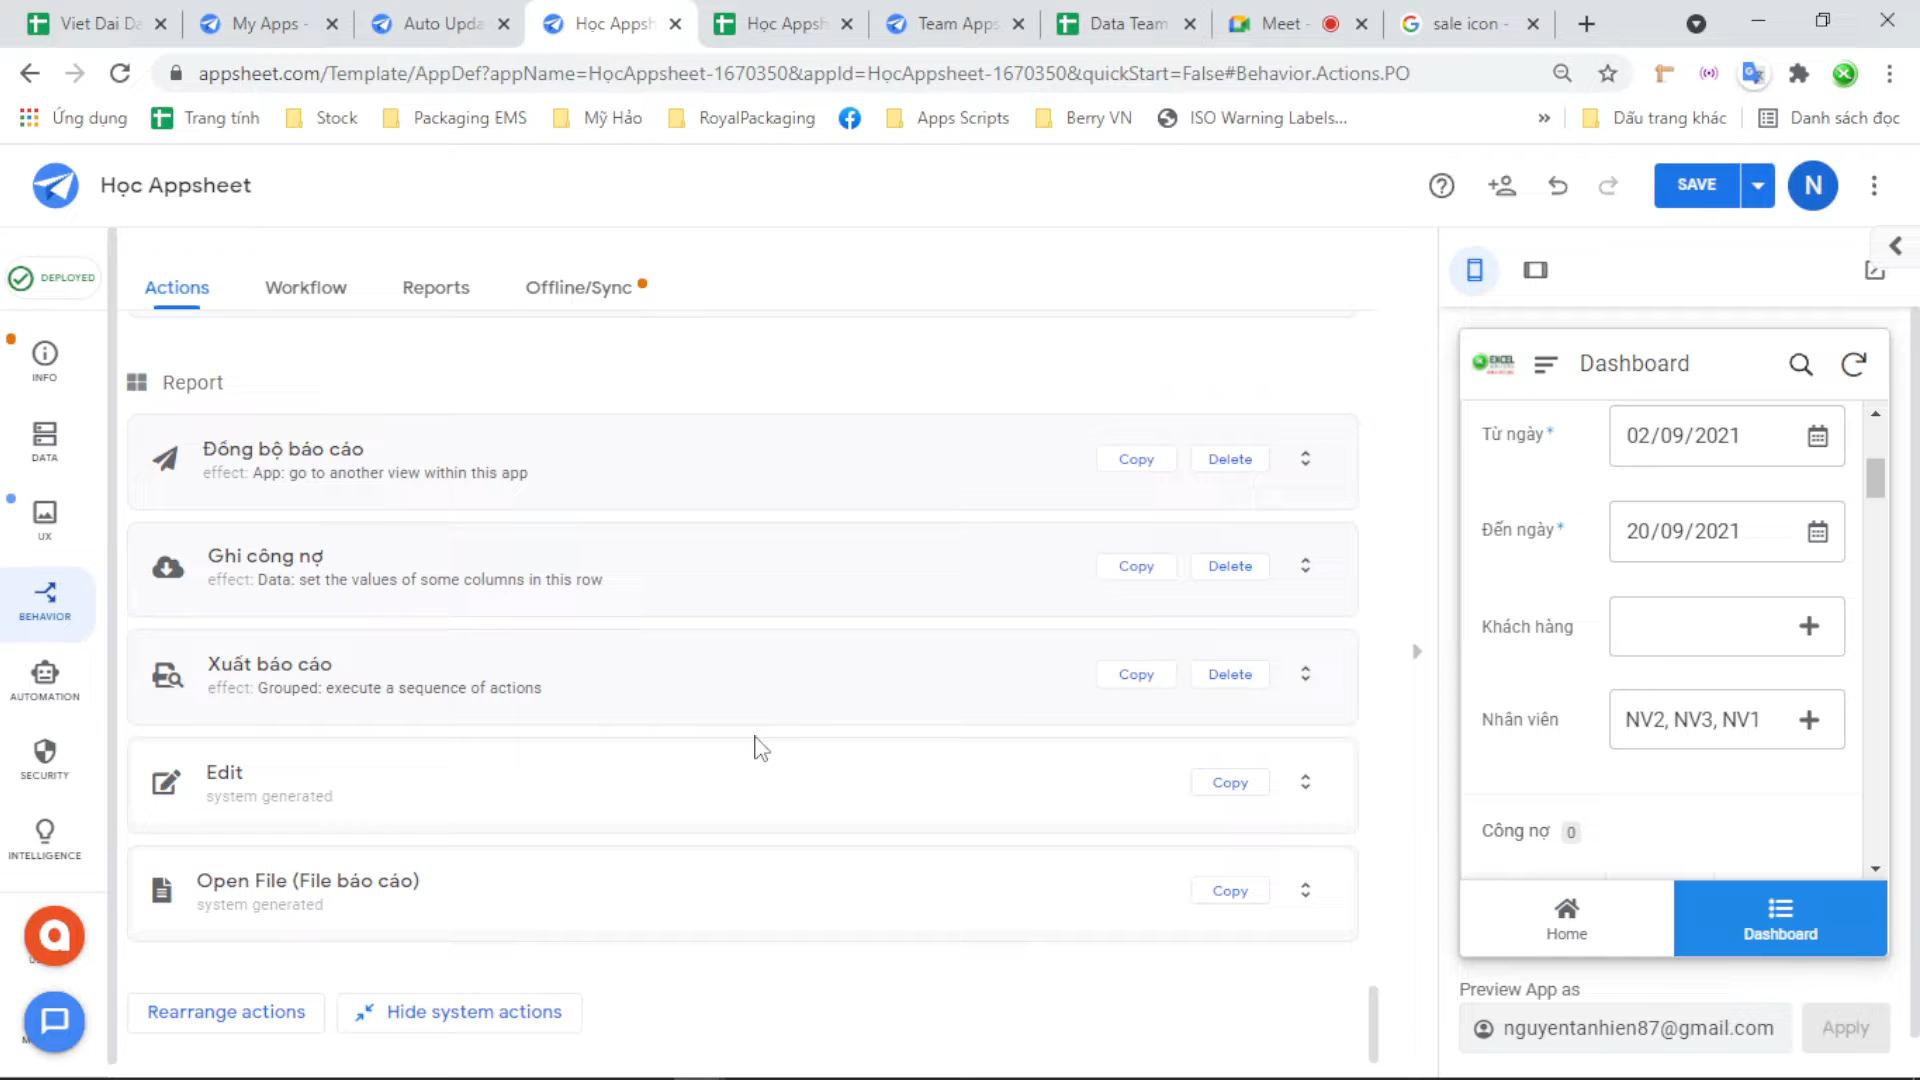 Viet Dai Da
My Apps -
Auto Upda
Học Appsh
Học Appsh
Team Apps
Data Team
Meet -
sale icon -
appsheet.com/Template/AppDef?appName=HọcAppsheet-1670350&appId=HọcAppsheet-1670350&quickStart=False#Behavior.Actions.PO
Ứng dụng
Trang tính
Stock
Packaging EMS
Mỹ Hảo
RoyalPackaging
Apps Scripts
Berry VN
ISO Warning Labels...
»
Dấu trang khác
Danh sách đọc
Học Appsheet
SAVE
N
DEPLOYED
Actions
Workflow
Reports
Offline/Sync
INFO
DATA
UX
BEHAVIOR
AUTOMATION
SECURITY
INTELLIGENCE
Report
Đồng bộ báo cáo
effect: App: go to another view within this app
Copy
Delete
Ghi công nợ
effect: Data: set the values of some columns in this row
Copy
Delete
Xuất báo cáo
effect: Grouped: execute a sequence of actions
Copy
Delete
Edit
system generated
Copy
Open File (File báo cáo)
system generated
Copy
Rearrange actions
Hide system actions
EXCEL
Dashboard
Từ ngày*
02/09/2021
Đến ngày*
20/09/2021
Khách hàng
Nhân viên
NV2, NV3, NV1
Công nợ 0
Home
Dashboard
Preview App as
nguyentanhien87@gmail.com
Apply